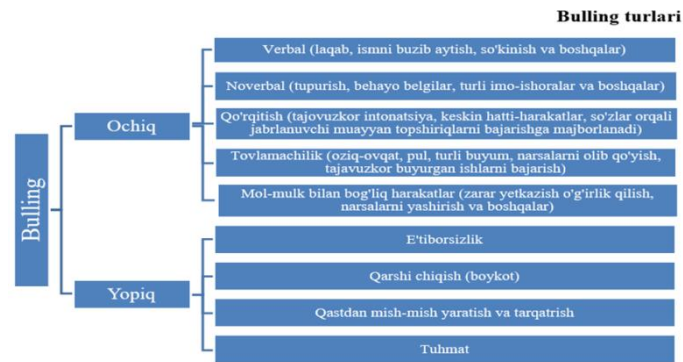 Bulling turlari
Bulling
Ochiq
Verbal (laqab, ismni buzib aytish, so'kinish va boshqalar)
Noverbal (tupurish, behayo belgilar, turli imo-ishoralar va boshqalar)
Qo'rqitish (tajovuzkor intonatsiya, keskin hatti-harakatlar, so'zlar orqali
jabrlanuvchi muayyan topshiriqlarni bajarishga majborlanadi)
Tovlamachilik (oziq-ovqat, pul, turli buyum, narsalarni olib qo'yish,
tajavuzkor buyurgan ishlarni bajarish)
Mol-mulk bilan bog'liq harakatlar (zarar yetkazish o'g'irlik qilish,
narsalarni yashirish va boshqalar)
Yopiq
E'tiborsizlik
Qarshi chiqish (boykot)
Qastdan mish-mish yaratish va tarqatrish
Tuhmat